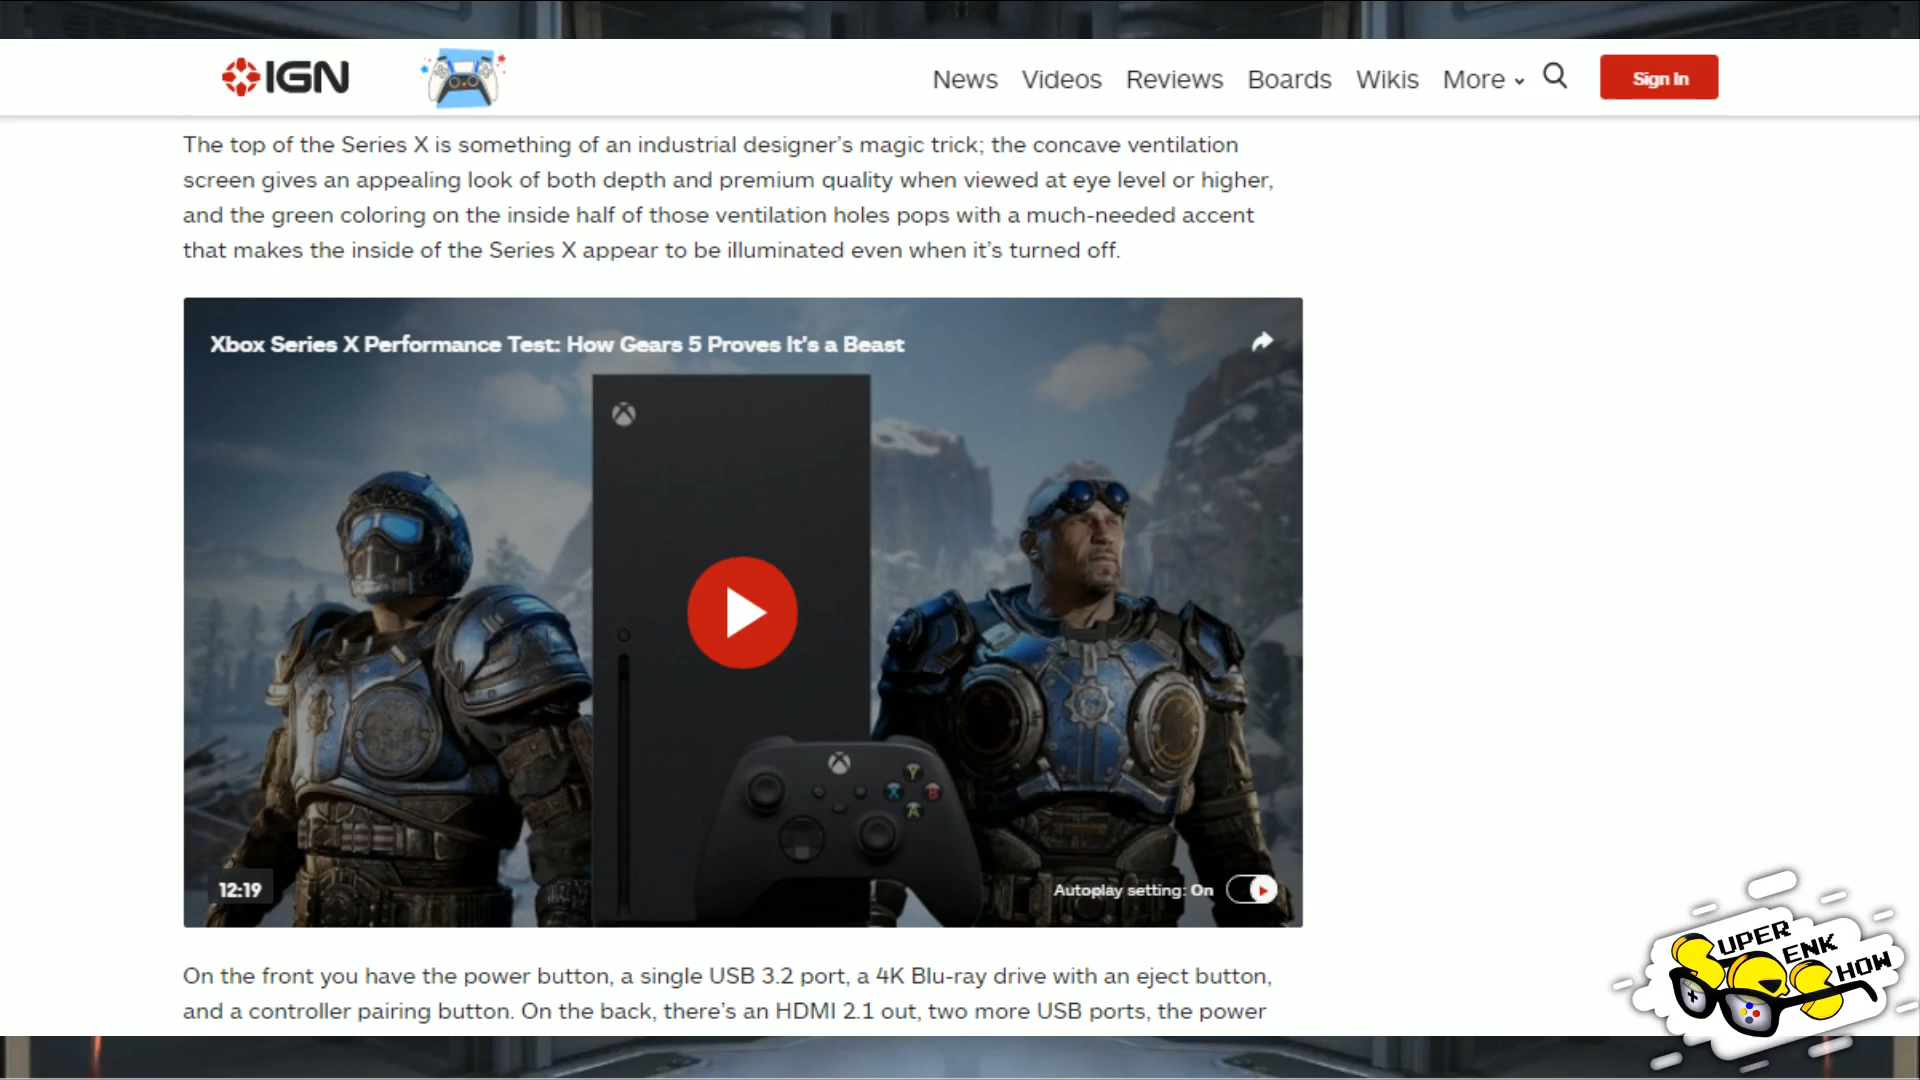 IGN
News Videos Reviews Boards Wikis More
Sign In
The top of the Series X is something of an industrial designer’s magic trick; the concave ventilation
screen gives an appealing look of both depth and premium quality when viewed at eye level or higher,
and the green coloring on the inside half of those ventilation holes pops with a much-needed accent
that makes the inside of the Series X appear to be illuminated even when it’s turned off.
Xbox Series X Performance Test: How Gears 5 Proves It's a Beast
Y
X B
A
12:19
Autoplay setting: On
On the front you have the power button, a single USB 3.2 port, a 4K Blu-ray drive with an eject button,
and a controller pairing button. On the back, there’s an HDMI 2.1 out, two more USB ports, the power
SUPER
GENK
SHOW